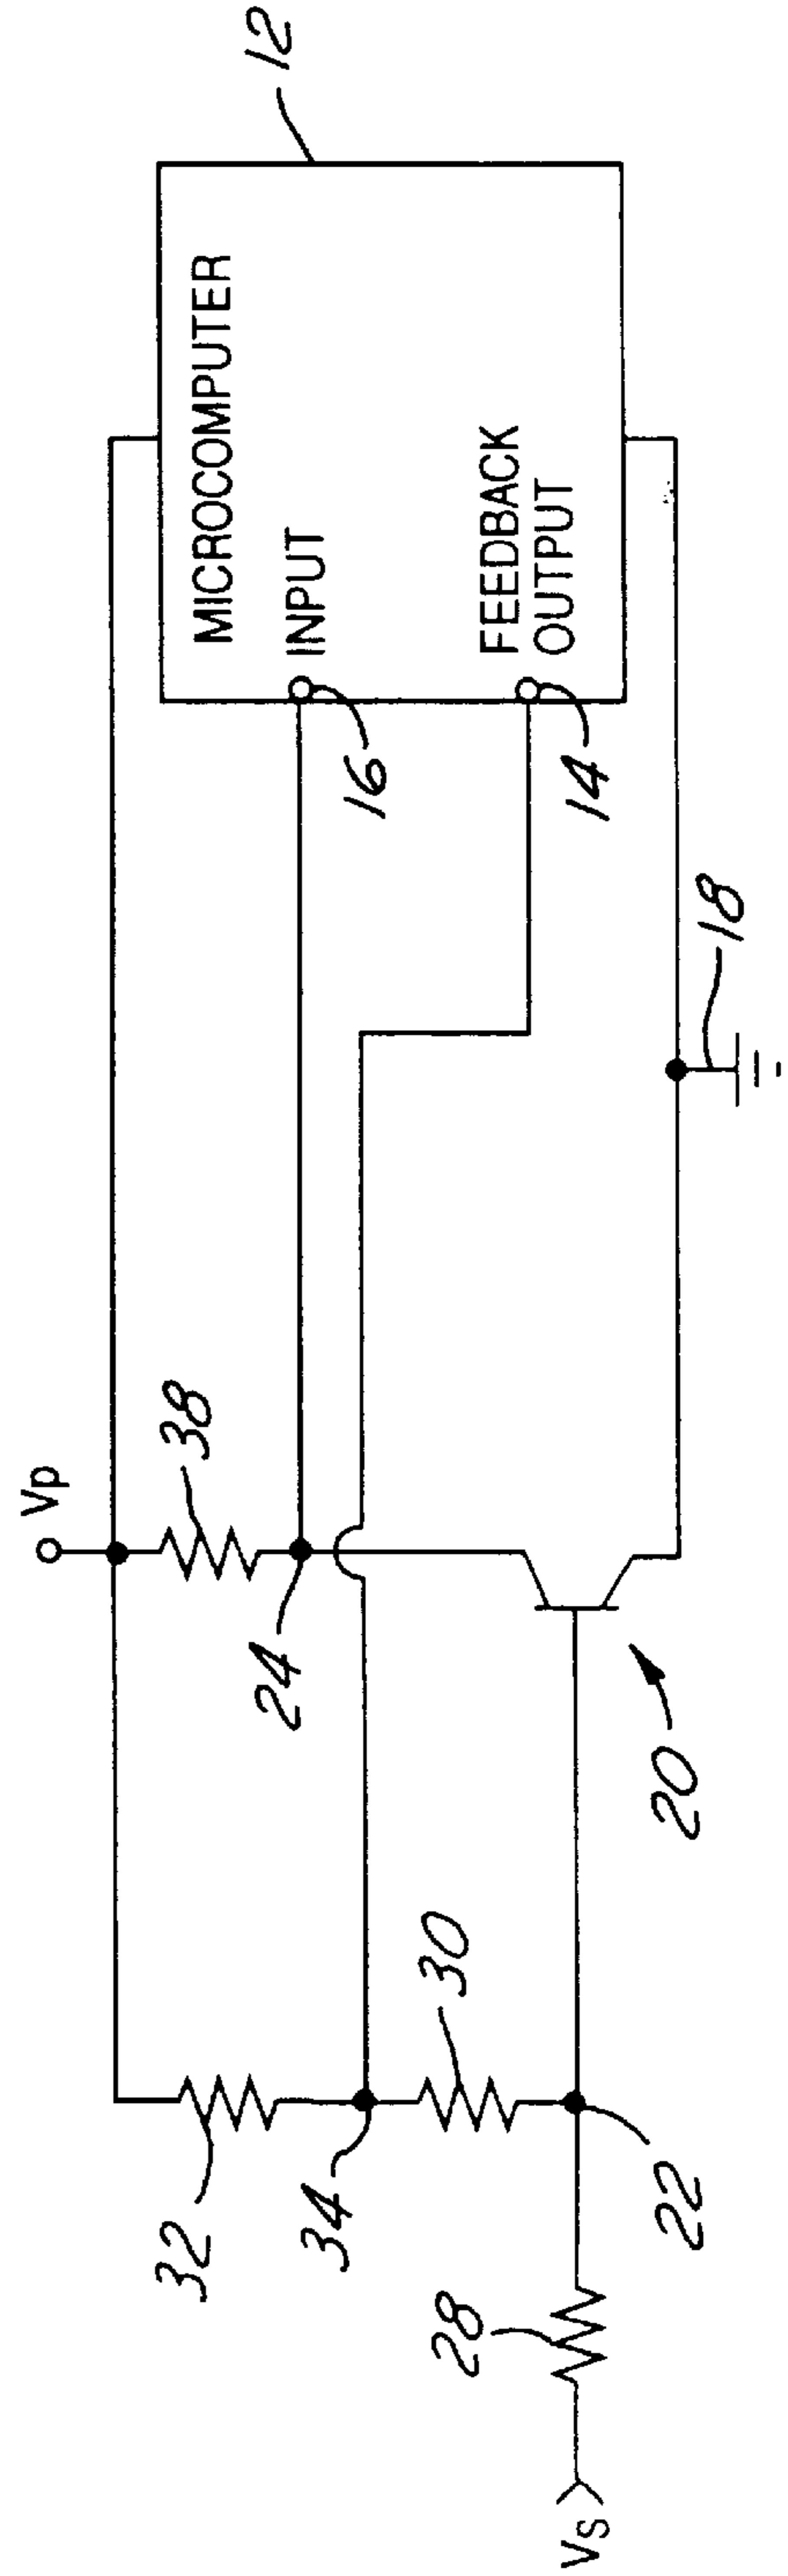 Vp
12
38
MICROCOMPUTER
32
24
INPUT
16
34
30
FEEDBACK
OUTPUT
14
28
22
20
18
Vs